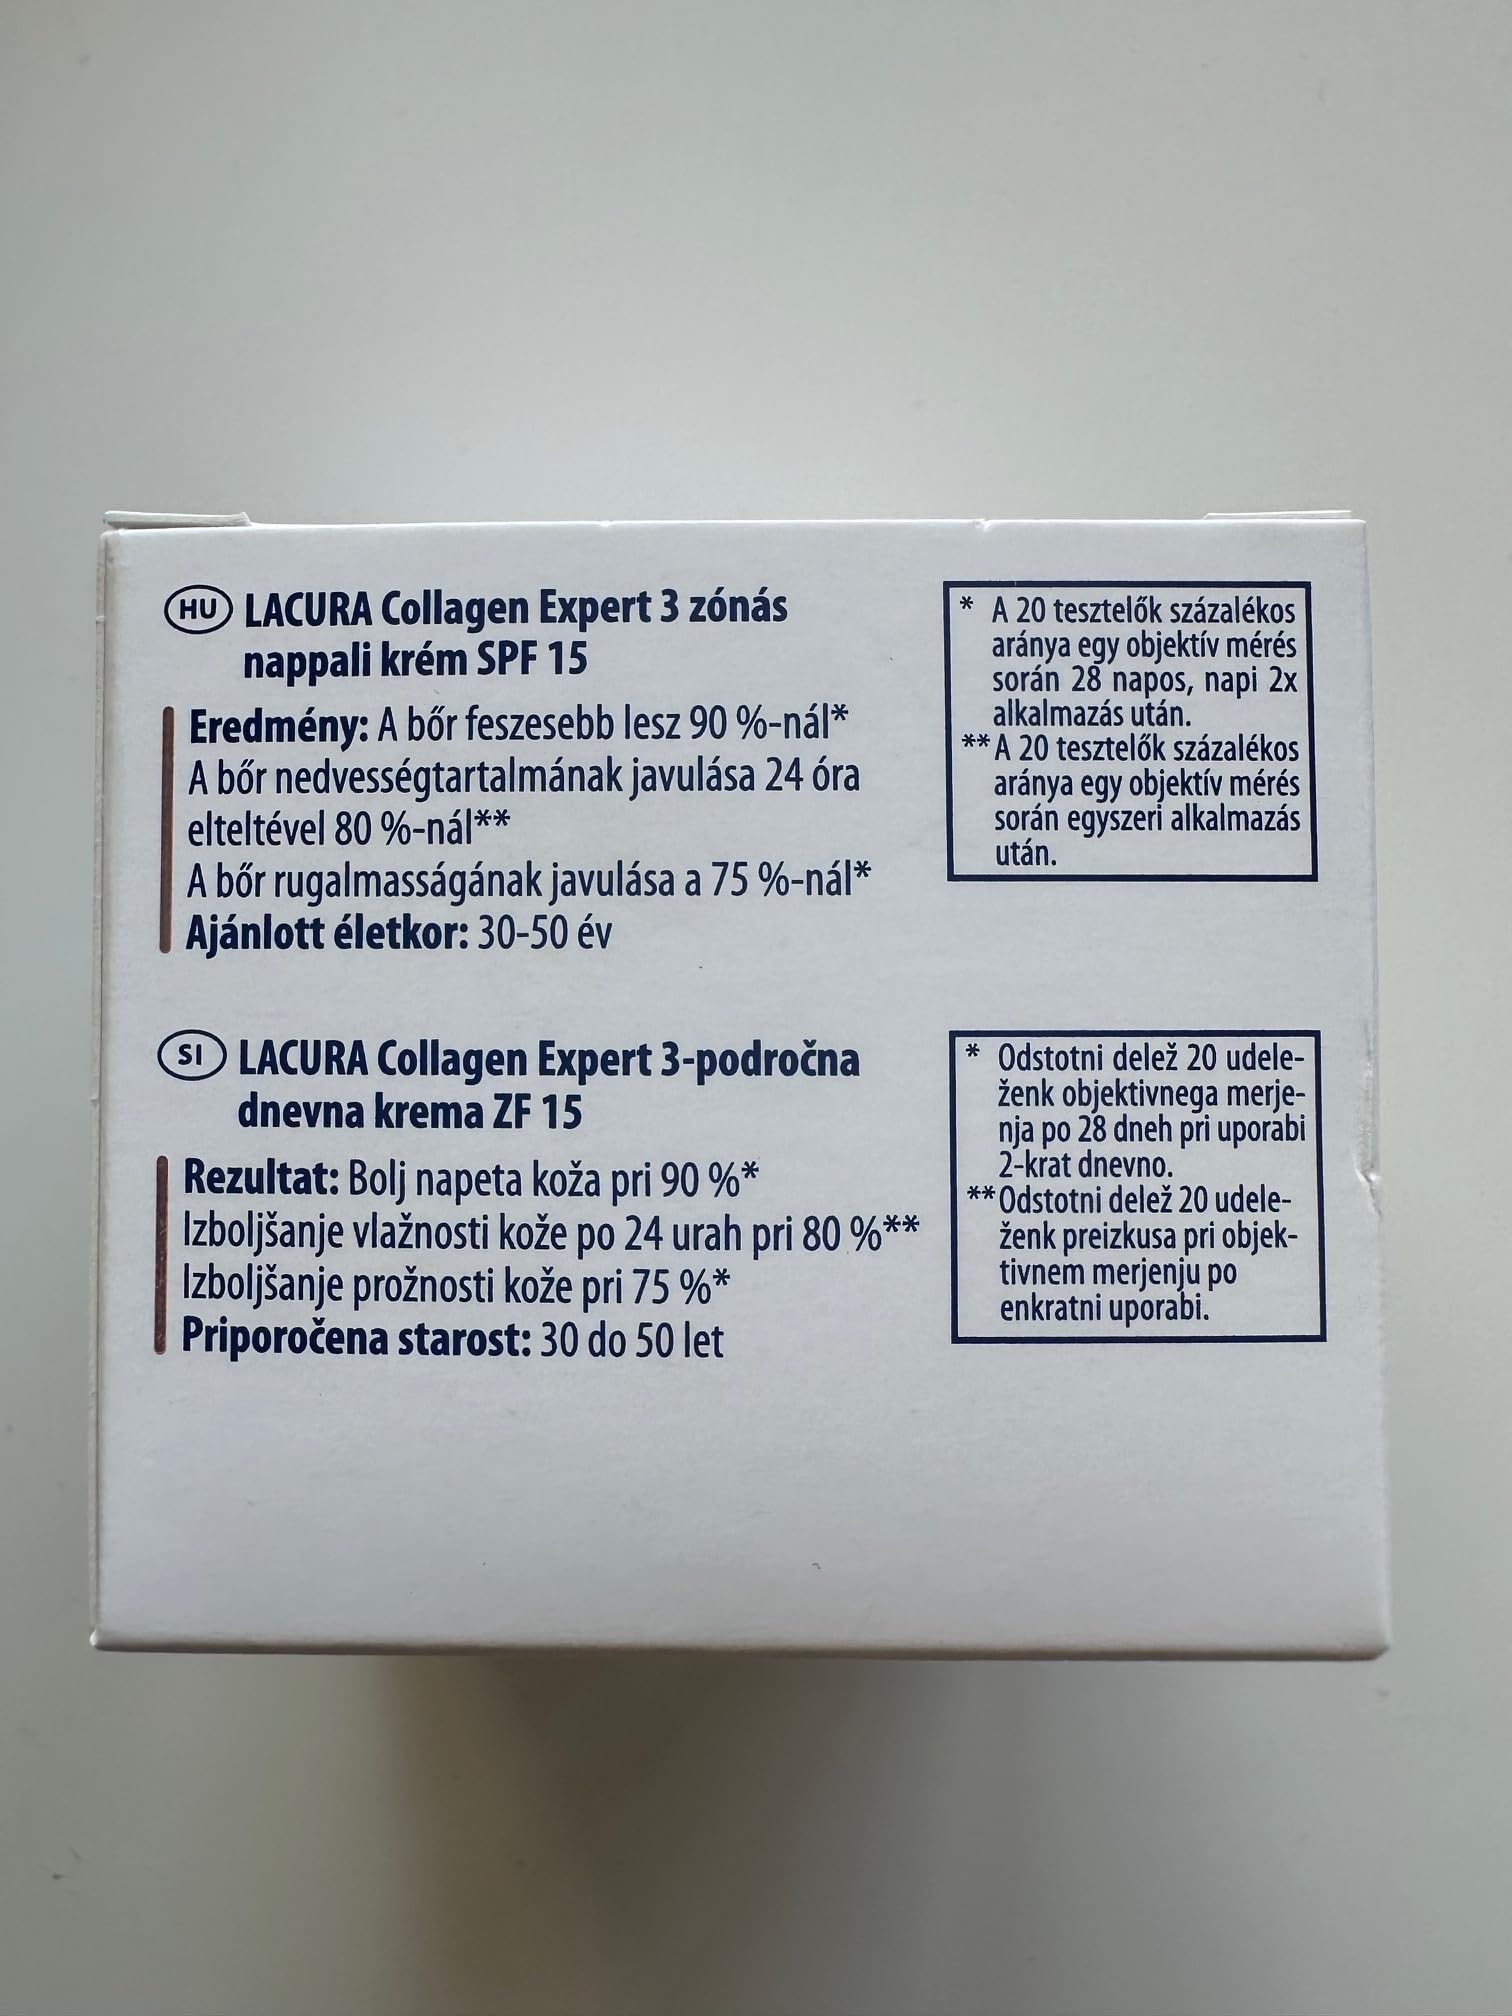 HU LACURA Collagen Expert 3 zónás
nappali krém SPF 15
Eredmény: A bőr feszesebb lesz 90 %-nál*
A bőr nedvességtartalmának javulása 24 óra
elteltével 80 %-nál**
A bőr rugalmasságának javulása a 75 %-nál*
Ajánlott életkor: 30-50 év
* A 20 tesztelők százalékos
aránya egy objektív mérés
során 28 napos, napi 2x
alkalmazás után.
** A 20 tesztelők százalékos
aránya egy objektív mérés
során egyszeri alkalmazás
után.
SI LACURA Collagen Expert 3-področna
dnevna krema ZF 15
Rezultat: Bolj napeta koža pri 90 %*
Izboljšanje vlažnosti kože po 24 urah pri 80 %**
Izboljšanje prožnosti kože pri 75 %*
Priporočena starost: 30 do 50 let
* Odstotni delež 20 udele-
ženk objektivnega merje-
nja po 28 dneh pri uporabi
2-krat dnevno.
** Odstotni delež 20 udele-
ženk preizkusa pri objek-
tivnem merjenju po
enkratni uporabi.